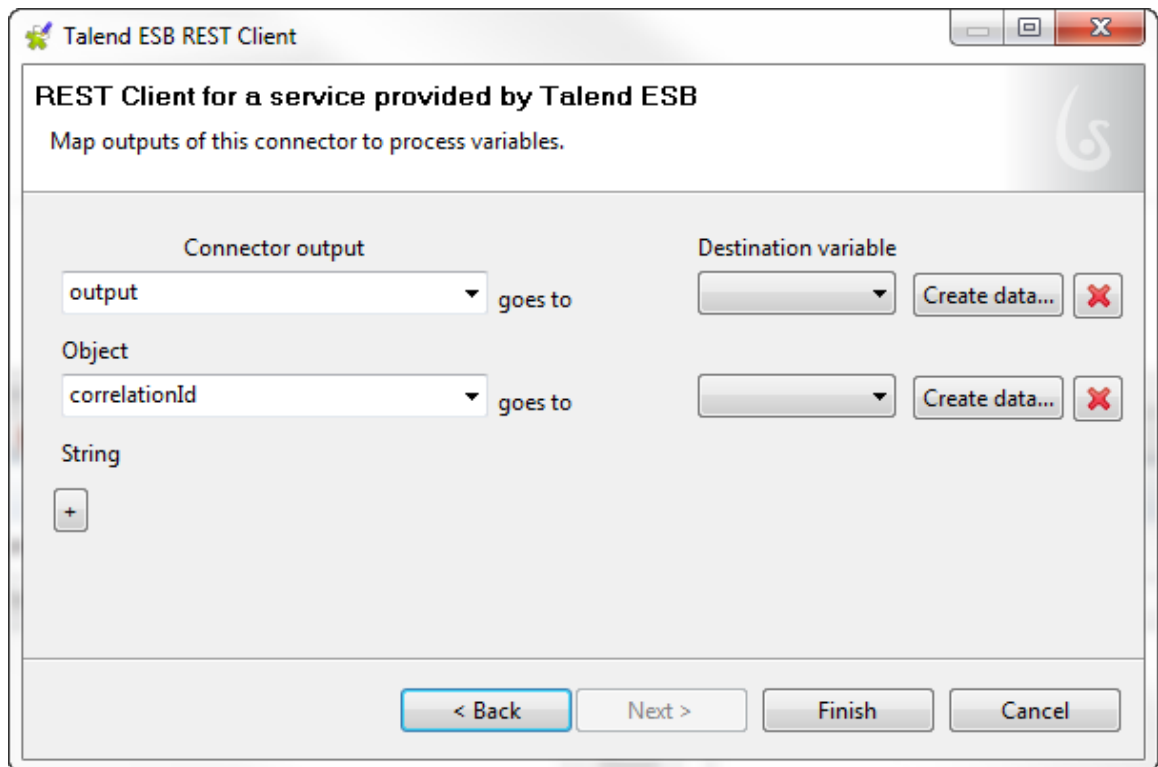 Talend ESB REST Client
REST Client for a service provided by Talend ESB
Map outputs of this connector to process variables.
Connector output Destination variable
output goes to Create data...
Object
correlationId goes to Create data...
String
+
< Back Next > Finish Cancel